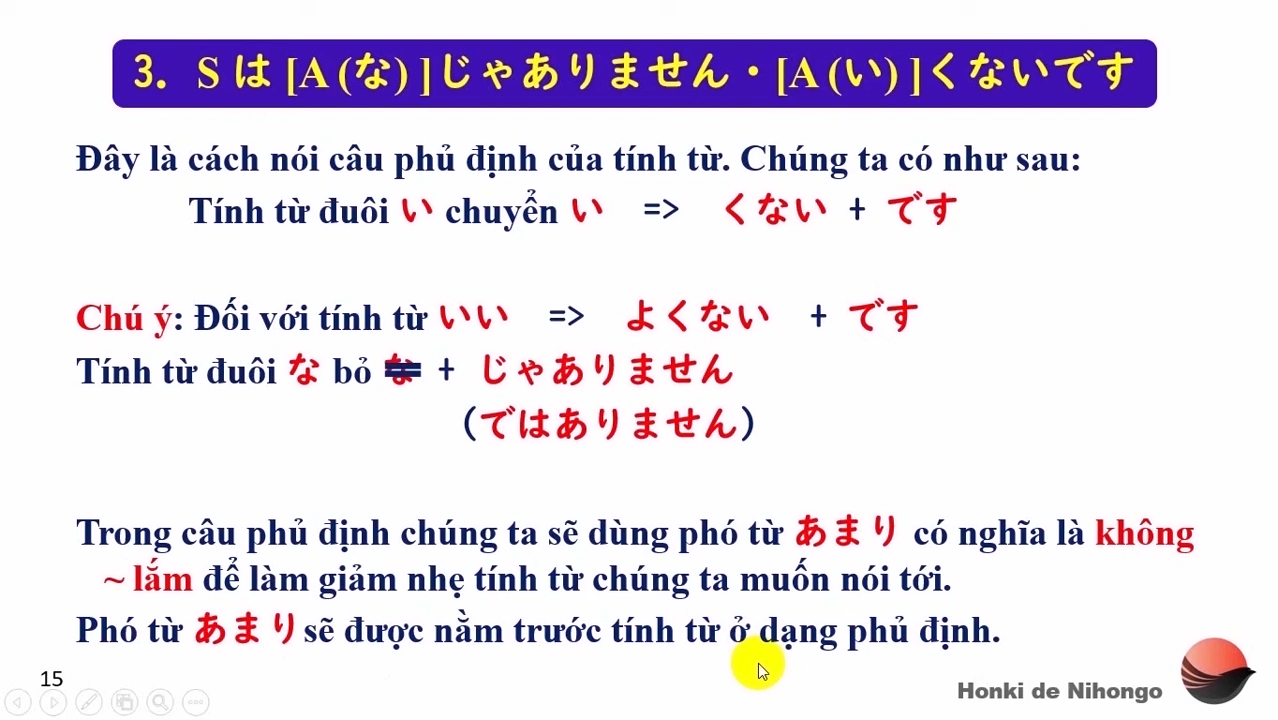 3. S は [A (な) ]じゃありません・[A (い) ]くないです
Đây là cách nói câu phủ định của tính từ. Chúng ta có như sau:
Tính từ đuôi い chuyển い => くない + です
Chú ý: Đối với tính từ いい => よくない + です
Tính từ đuôi な bỏ な + じゃありません
(ではありません)
Trong câu phủ định chúng ta sẽ dùng phó từ あまり có nghĩa là không
~ lắm để làm giảm nhẹ tính từ chúng ta muốn nói tới.
Phó từ あまり sẽ được nằm trước tính từ ở dạng phủ định.
15
Honki de Nihongo